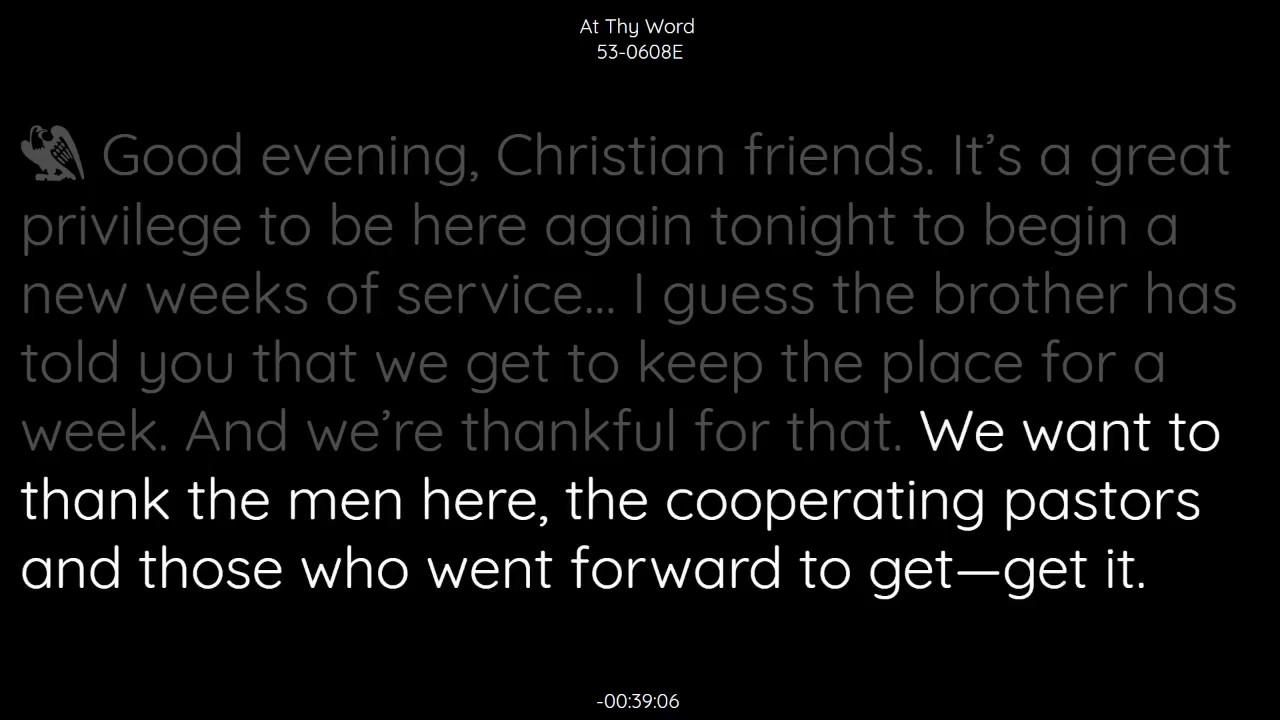 At Thy Word
53-0608E
Good evening, Christian friends. It’s a great
privilege to be here again tonight to begin a
new weeks of service... I guess the brother has
told you that we get to keep the place for a
week. And we’re thankful for that. We want to
thank the men here, the cooperating pastors
and those who went forward to get—get it.
-00:39:06